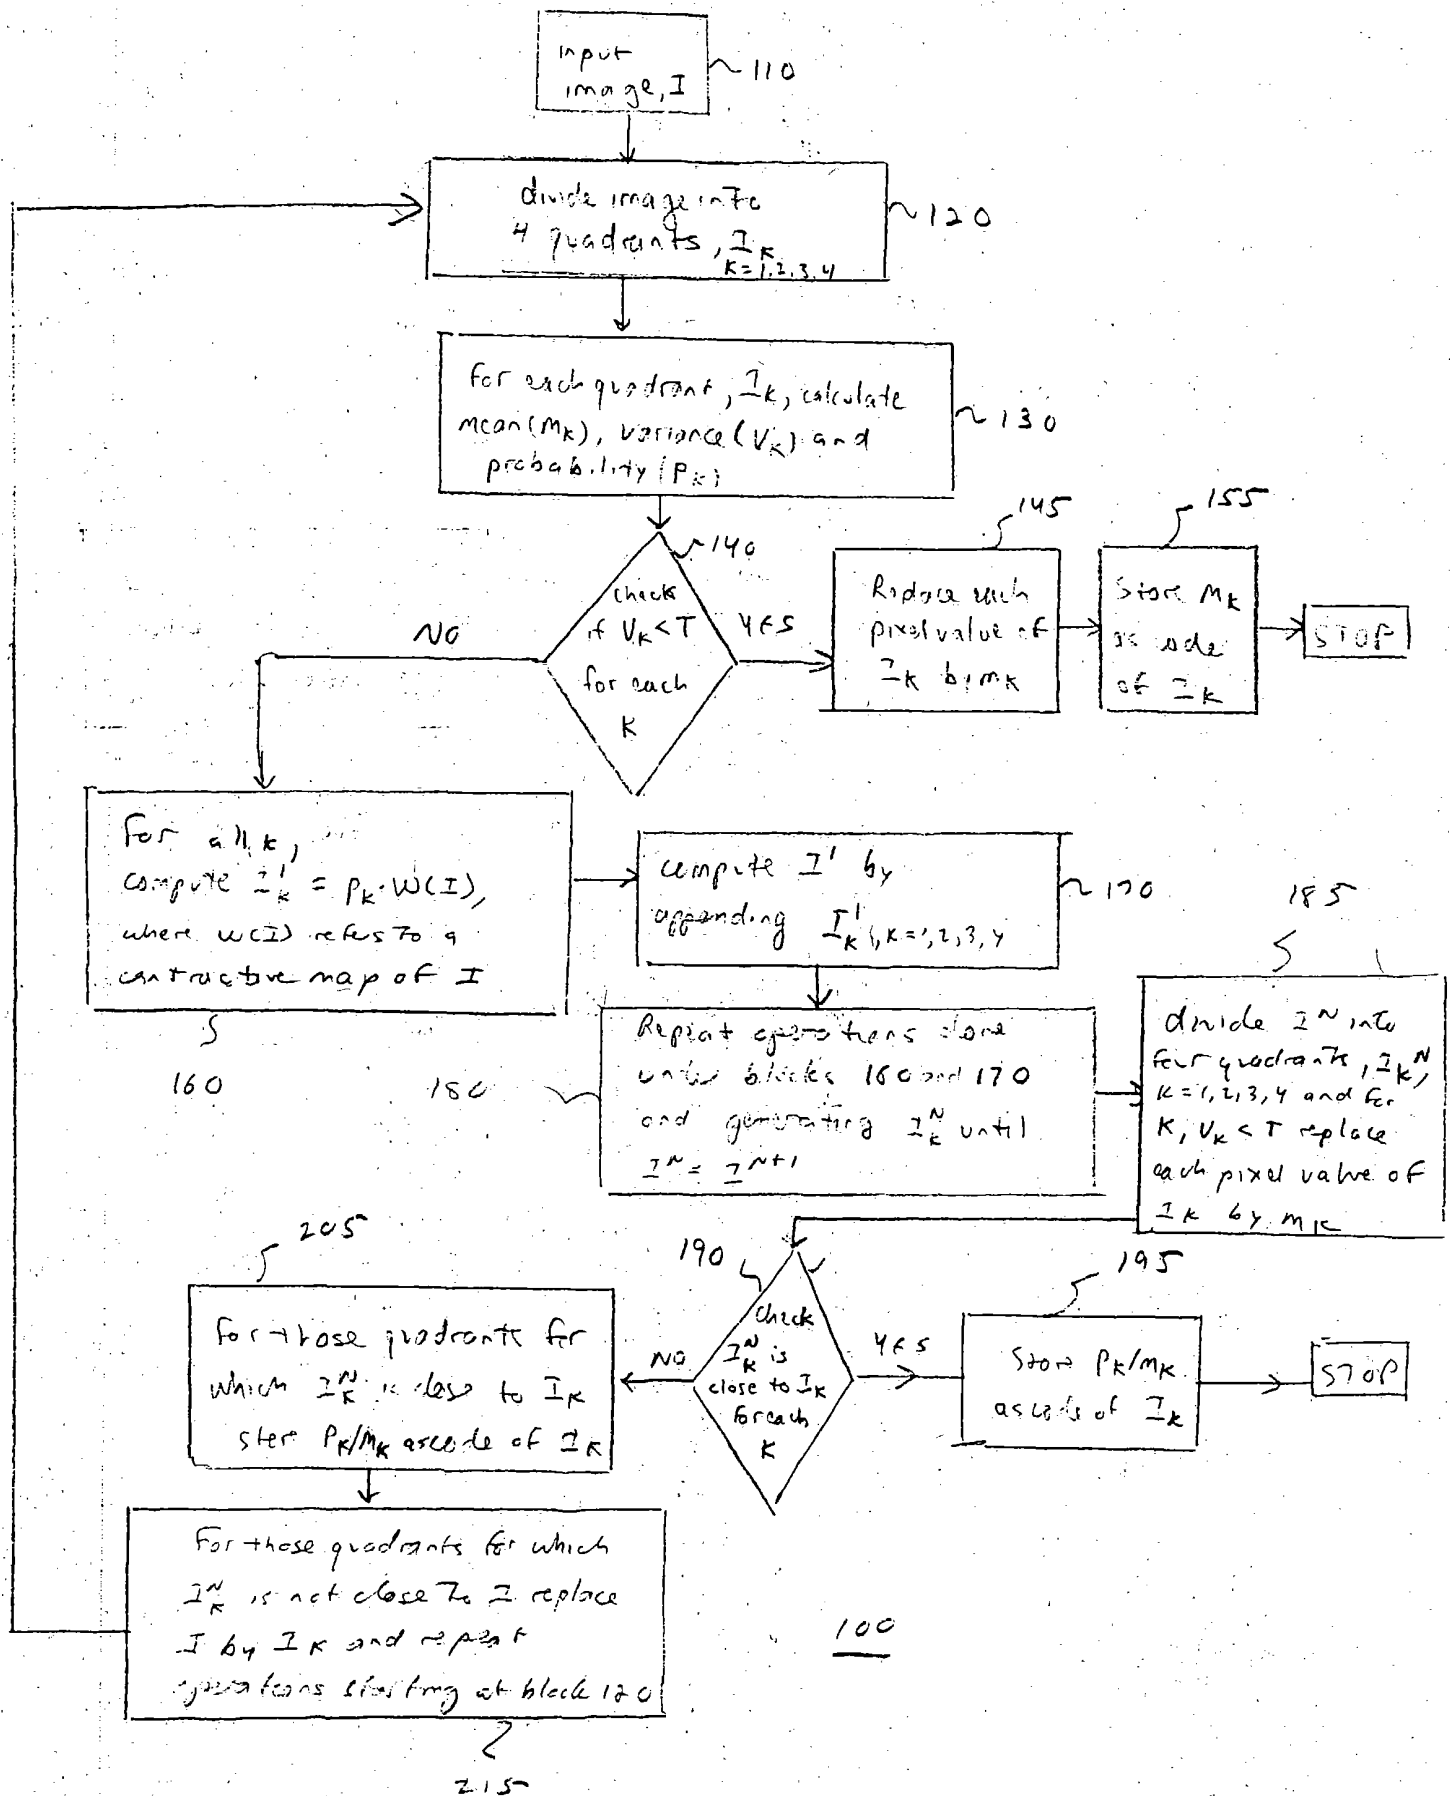 input
image, I
110
divide image into
4 quadrants, I_K
K=1,2,3,4
120
For each quadrant, I_K, calculate
mean(M_K), variance(V_K) and
probability(P_K)
130
140
check
if V_K < T
for each
K
NO
YES
145
Replace each
pixel value of
I_K by m_K
155
Store M_K
as code
of I_K
STOP
For all K,
compute I'_K = P_K·W(I),
where W(I) refers to a
contractive map of I
160
compute I' by
appending I'_K, K=1,2,3,4
170
180
Repeat operations done
under blocks 160 and 170
and generating I_K^N until
I^N = I^N+1
185
divide I^N into
four quadrants, I_K^N,
K=1,2,3,4 and for
K, V_K < T replace
each pixel value of
I_K by m_K
190
check
I_K^N is
close to I_K
for each
K
NO
YES
195
Store P_K/M_K
as code of I_K
STOP
205
For those quadrants for
which I_K^N is close to I_K
store P_K/M_K as code of I_K
For those quadrants for which
I_K^N is not close to I replace
I by I_K and repeat
operations starting at block 120
215
100